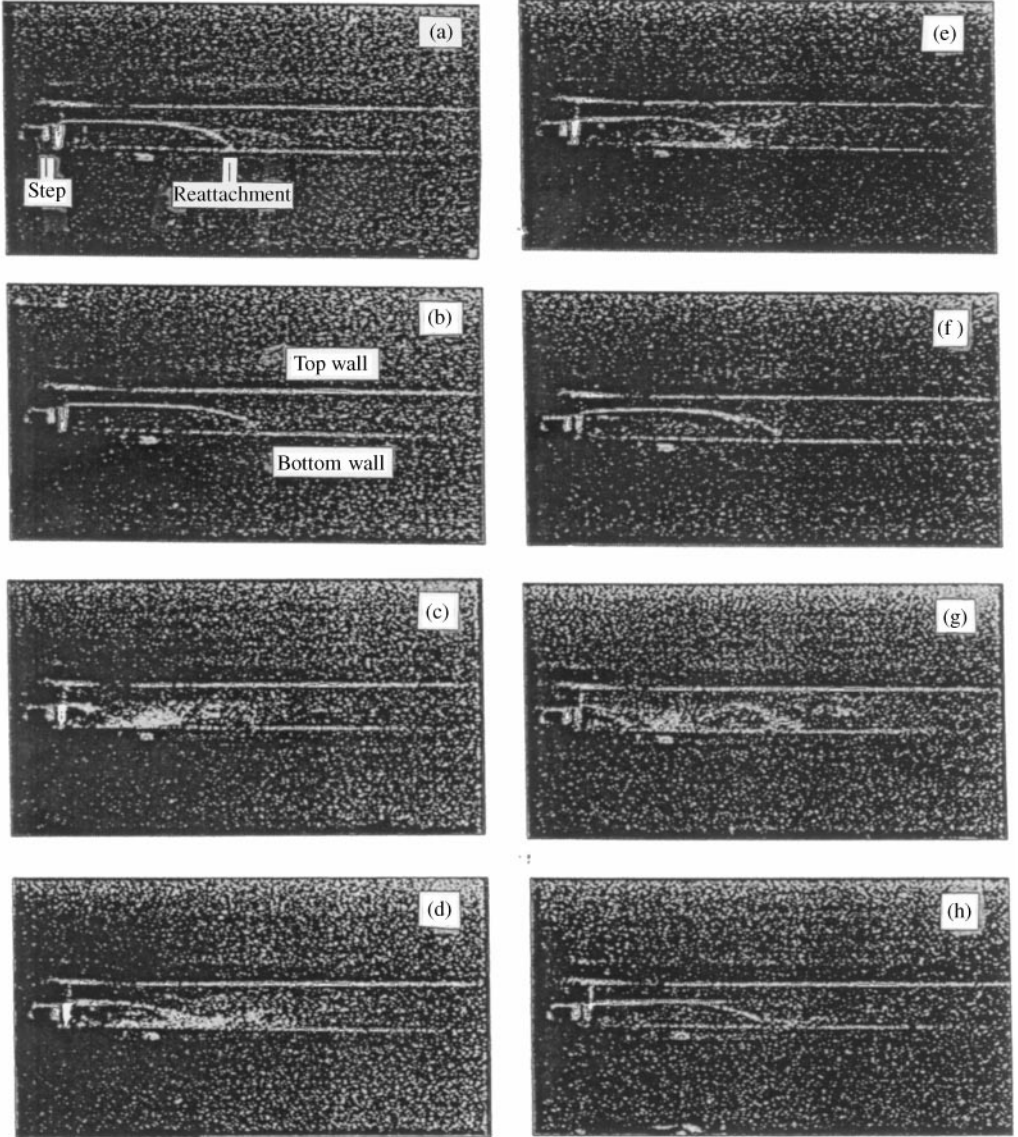 (a)
Step
Reattachment
(b)
Top wall
Bottom wall
(c)
(d)
(e)
(f )
(g)
(h)